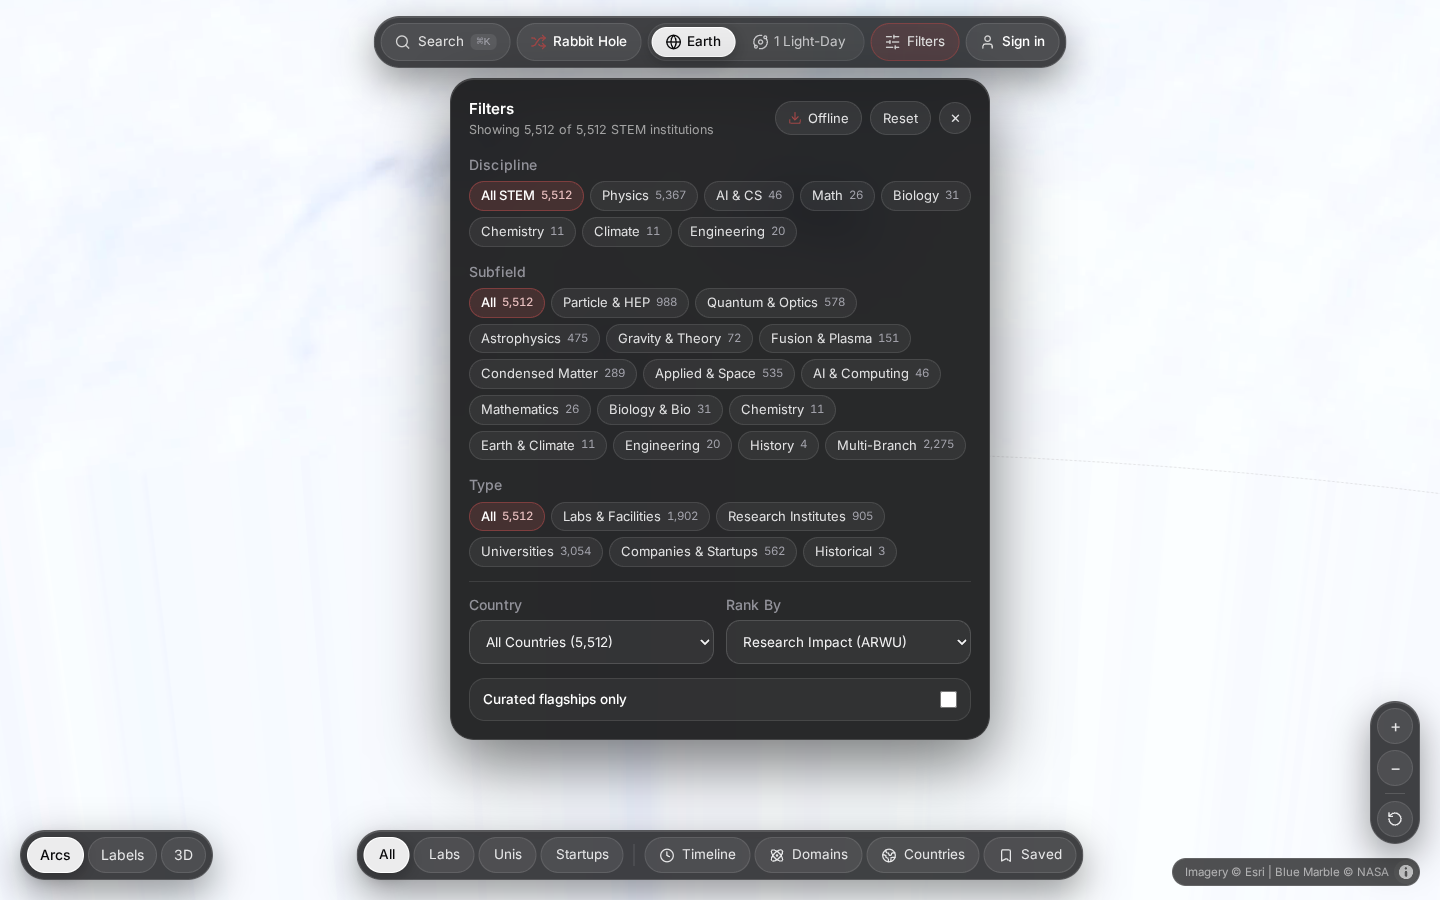 Search ⌘K Rabbit Hole Earth 1 Light-Day Filters Sign in
Filters
Showing 5,512 of 5,512 STEM institutions
Offline Reset ✕
Discipline
All STEM 5,512 Physics 5,367 AI & CS 46 Math 26 Biology 31
Chemistry 11 Climate 11 Engineering 20
Subfield
All 5,512 Particle & HEP 988 Quantum & Optics 578
Astrophysics 475 Gravity & Theory 72 Fusion & Plasma 151
Condensed Matter 289 Applied & Space 535 AI & Computing 46
Mathematics 26 Biology & Bio 31 Chemistry 11
Earth & Climate 11 Engineering 20 History 4 Multi-Branch 2,275
Type
All 5,512 Labs & Facilities 1,902 Research Institutes 905
Universities 3,054 Companies & Startups 562 Historical 3
Country Rank By
All Countries (5,512) Research Impact (ARWU)
Curated flagships only
+
−
Arcs Labels 3D
All Labs Unis Startups Timeline Domains Countries Saved
Imagery © Esri | Blue Marble © NASA